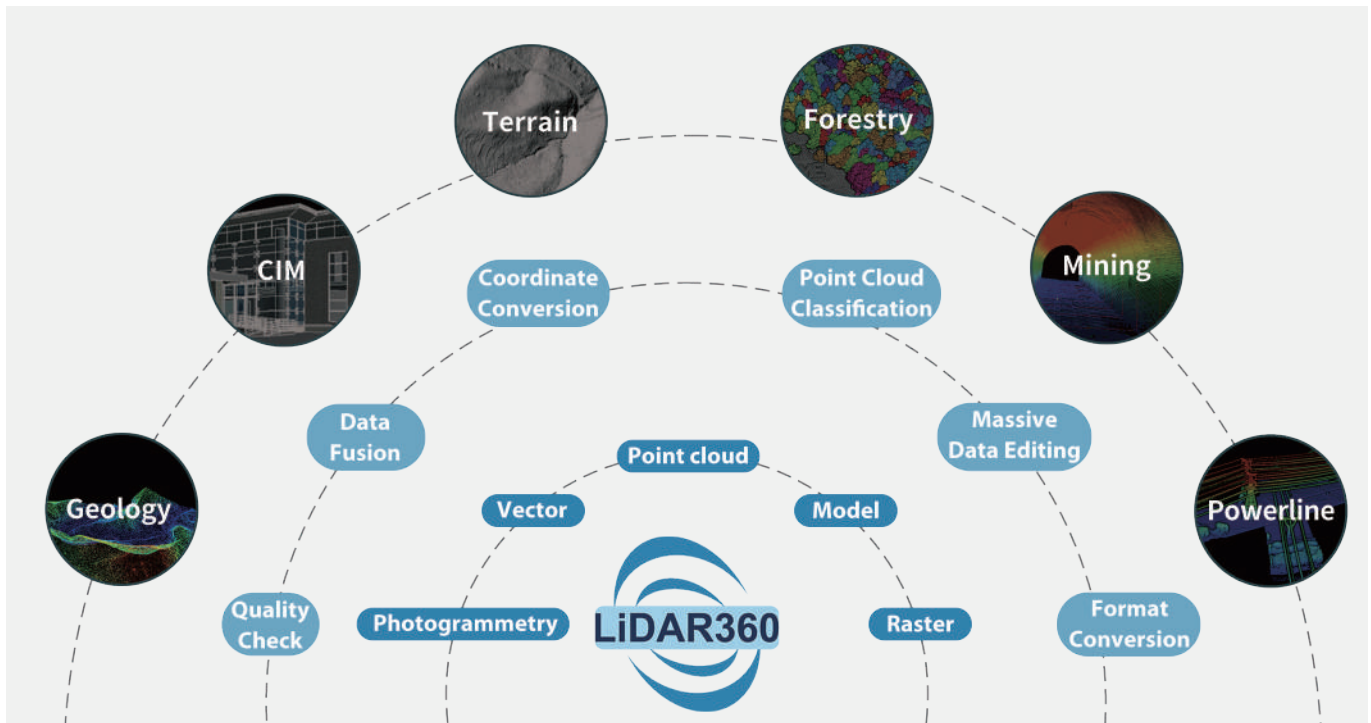 Terrain
Forestry
CIM
Mining
Coordinate
Conversion
Point Cloud
Classification
Data
Fusion
Massive
Data Editing
Point cloud
Geology
Vector
Model
Powerline
Quality
Check
Photogrammetry
LiDAR360
Raster
Format
Conversion